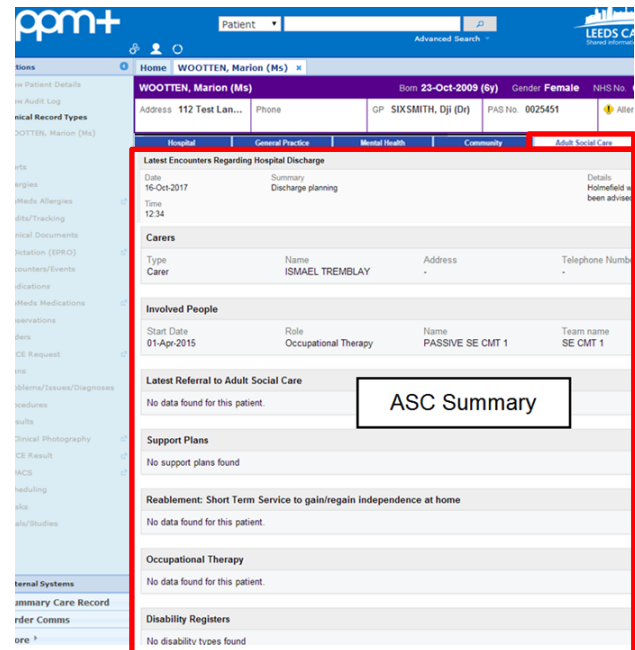 ppm+
Patient
Advanced Search
LEEDS CA
Shared informati
tions
Home WOOTTEN, Marion (Ms) ×
ew Patient Details
ew Audit Log
nical Record Types
OOTTEN, Marion (Ms)
rts
ergies
Meds Allergies
dits/Tracking
nical Documents
Dictation (EPRO)
counters/Events
dications
Meds Medications
servations
ders
CE Request
ans
oblems/Issues/Diagnoses
ocedures
sults
Clinical Photography
CE Result
PACS
heduling
sks
als/Studies
ternal Systems
ummary Care Record
rder Comms
ore
WOOTTEN, Marion (Ms) Born 23-Oct-2009 (6y) Gender Female NHS No.
Address 112 Test Lan... Phone GP SIXSMITH, Dji (Dr) PAS No. 0025451 Aller
Hospital General Practice Mental Health Community Adult Social Care
Latest Encounters Regarding Hospital Discharge
Date Summary Details
16-Oct-2017 Discharge planning Holmefield w
been advised
Time
12:34
Carers
Type Name Address Telephone Numbe
Carer ISMAEL TREMBLAY - -
Involved People
Start Date Role Name Team name
01-Apr-2015 Occupational Therapy PASSIVE SE CMT 1 SE CMT 1
Latest Referral to Adult Social Care
No data found for this patient.
ASC Summary
Support Plans
No support plans found
Reablement: Short Term Service to gain/regain independence at home
No data found for this patient.
Occupational Therapy
No data found for this patient.
Disability Registers
No disability types found